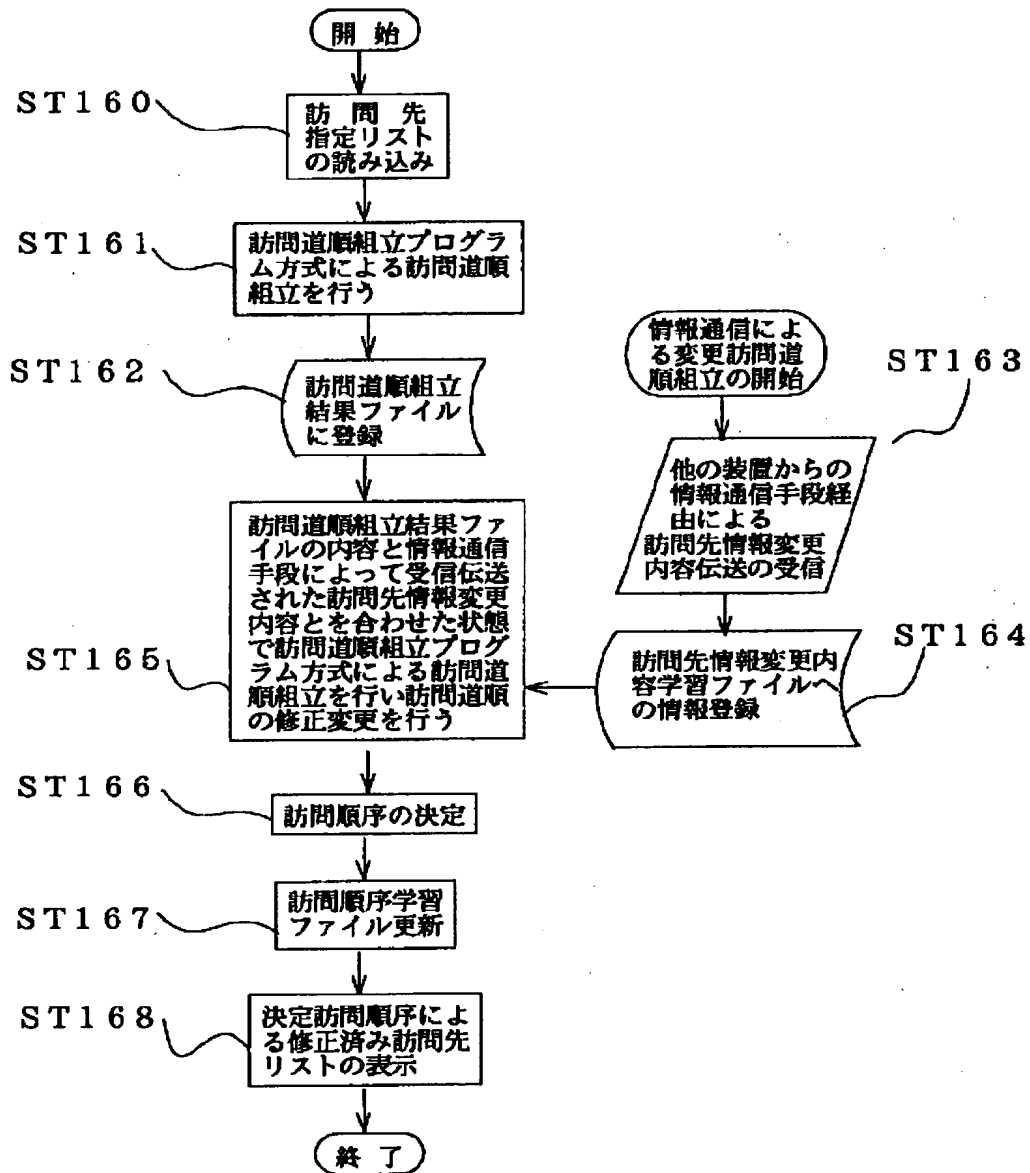 開始
ST160
訪問先
指定リスト
の読み込み
ST161
訪問道順組立プログラ
ム方式による訪問道順
組立を行う
ST162
訪問道順組立
結果ファイル
に登録
情報通信によ
る変更訪問道
順組立の開始
ST163
他の装置からの
情報通信手段経
由による
訪問先情報変更
内容伝送の受信
ST164
訪問先情報変更内
容学習ファイルへ
の情報登録
ST165
訪問道順組立結果ファ
イルの内容と情報通信
手段によって受信伝送
された訪問先情報変更
内容とを合わせた状態
で訪問道順組立プログ
ラム方式による訪問道
順組立を行い訪問道順
の修正変更を行う
ST166
訪問順序の決定
ST167
訪問順序学習
ファイル更新
ST168
決定訪問順序によ
る修正済み訪問先
リストの表示
終了